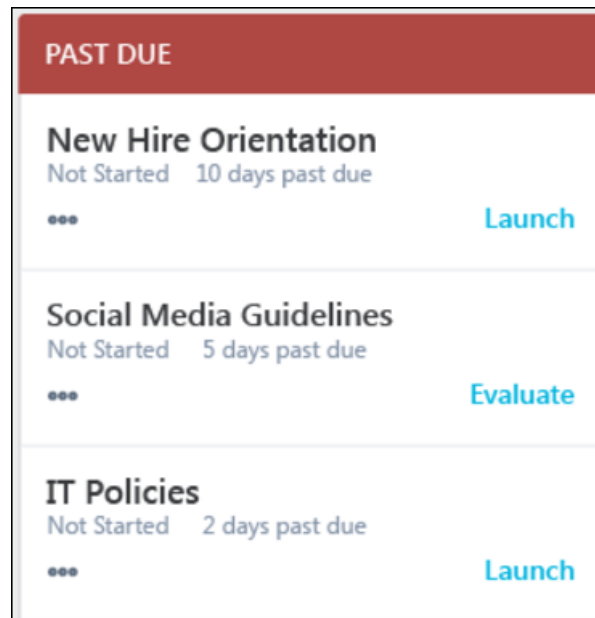 PAST DUE
New Hire Orientation
Not Started 10 days past due
Launch
Social Media Guidelines
Not Started 5 days past due
Evaluate
IT Policies
Not Started 2 days past due
Launch